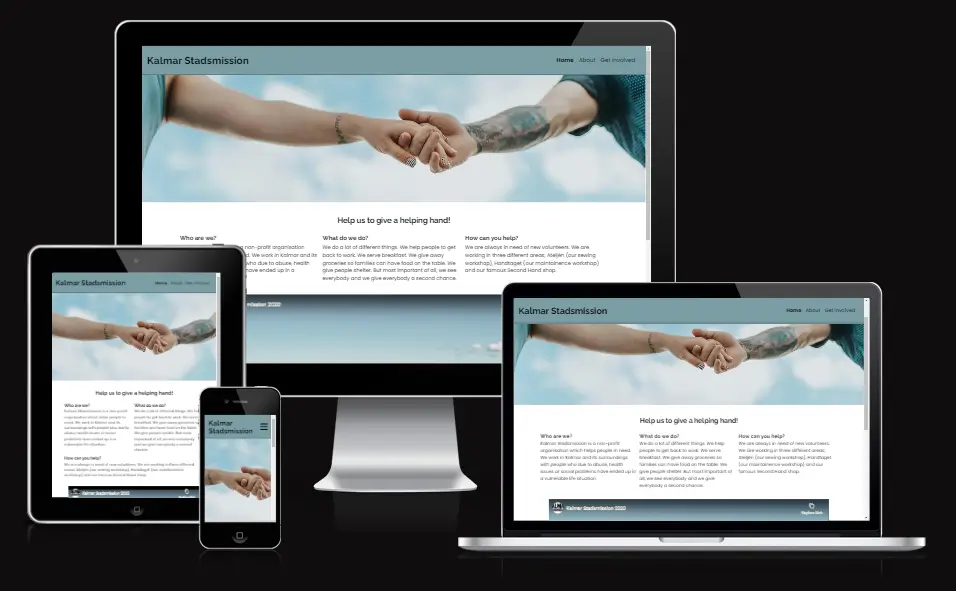 Kalmar Stadsmission
Home About Get Involved
Help us to give a helping hand!
Who are we?
a non-profit organisation
We work in Kalmar and its
who due to abuse, health
have ended up in a
What do we do?
We do a lot of different things. We help people to get
back to work. We serve breakfast. We give away
groceries so families can have food on the table. We
give people shelter. But most important of all, we see
everybody and we give everybody a second chance.
How can you help?
We are always in need of new volunteers. We are
working in three different areas; Ateljén (our sewing
workshop), Handtaget (our maintainence workshop)
and our famous Second Hand shop.
mission 2020
Kalmar Stadsmission
Home About Get Involved
Help us to give a helping hand!
Who are we?
What do we do?
How can you help?
Kalmar Stadsmission 2020
Kalmar
Stadsmission
Kalmar Stadsmission
Home About Get Involved
Help us to give a helping hand!
Who are we?
Kalmar Stadsmission is a non-profit
organisation which helps people in need.
We work in Kalmar and its surroundings
with people who due to abuse, health
issues or social problems, have ended up in
a vulnerable life situation.
What do we do?
We do a lot of different things. We help
people to get back to work. We serve
breakfast. We give away groceries so
families can have food on the table. We
give people shelter. But most important of
all, we see everybody and we give
everybody a second chance.
How can you help?
We are always in need of new volunteers.
We are working in three different areas;
Ateljén (our sewing workshop), Handtaget
(our maintainence workshop) and our
famous Second Hand shop.
Kalmar Stadsmission 2020